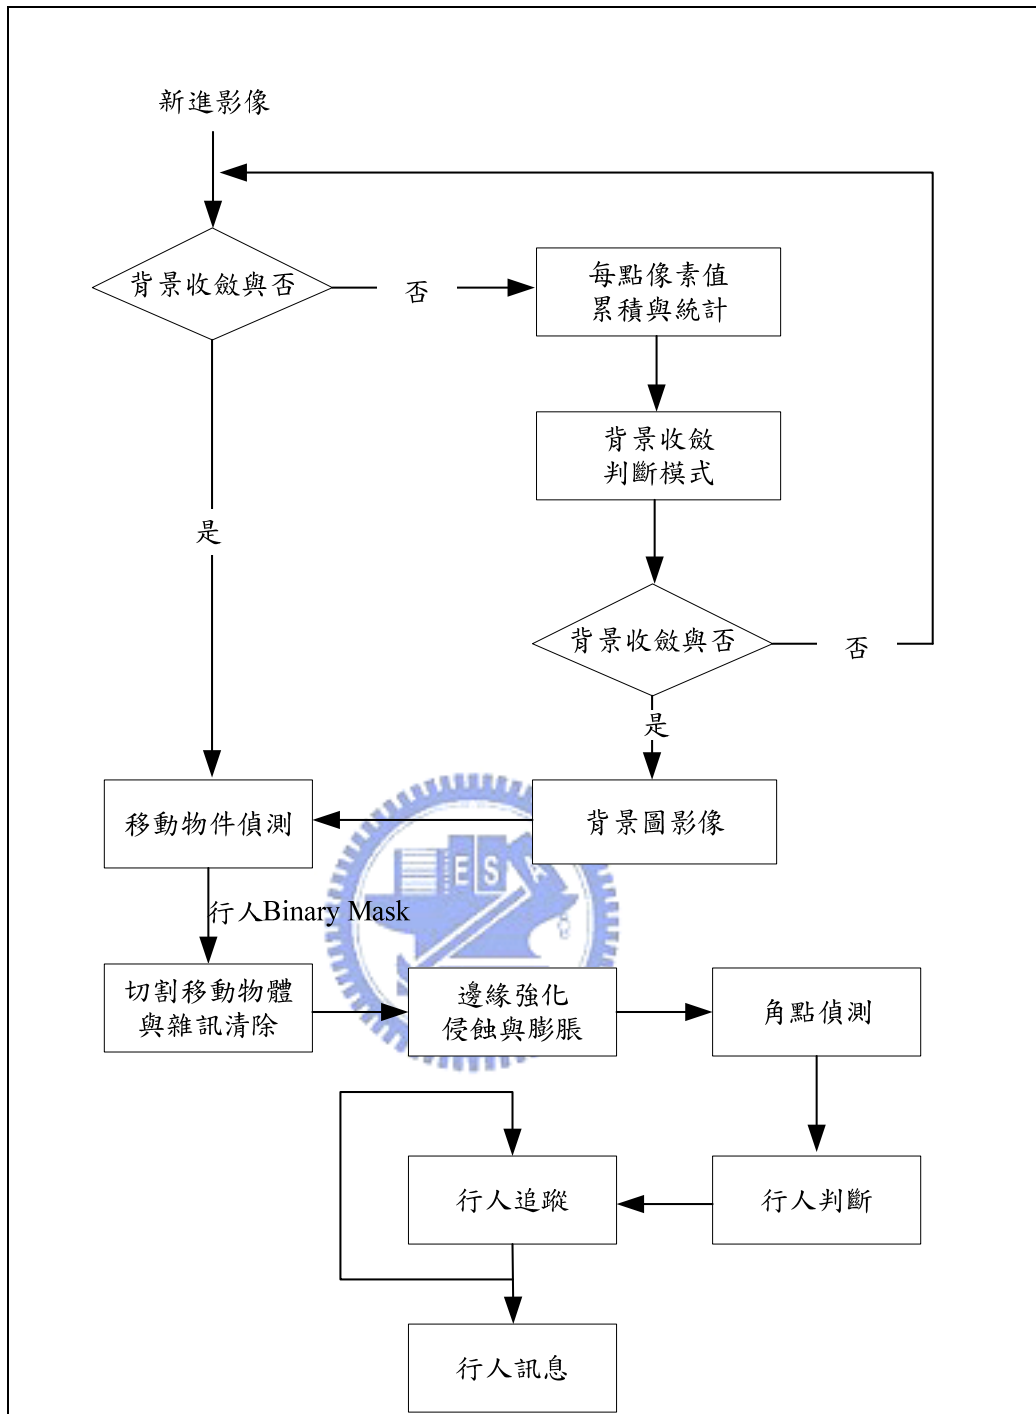 新進影像
背景收斂與否
否
每點像素值
累積與統計
背景收斂
判斷模式
是
背景收斂與否
否
是
移動物件偵測
背景圖影像
ES
行人Binary Mask
切割移動物體
與雜訊清除
邊緣強化
侵蝕與膨脹
角點偵測
行人追蹤
行人判斷
行人訊息